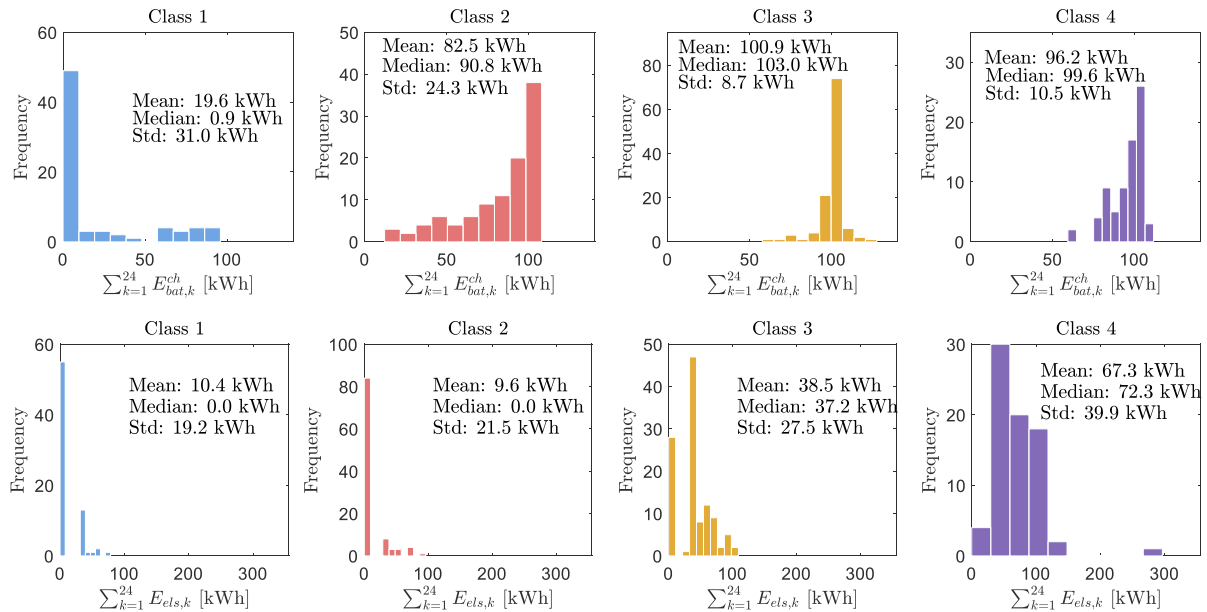 Class 1
60
40
20
0
Frequency
Mean: 19.6 kWh
Median: 0.9 kWh
Std: 31.0 kWh
0 50 100
∑_{k=1}^{24} E_{bat,k}^{ch} [kWh]
Class 2
50
40
30
20
10
0
Frequency
Mean: 82.5 kWh
Median: 90.8 kWh
Std: 24.3 kWh
0 50 100
∑_{k=1}^{24} E_{bat,k}^{ch} [kWh]
Class 3
80
60
40
20
0
Frequency
Mean: 100.9 kWh
Median: 103.0 kWh
Std: 8.7 kWh
0 50 100
∑_{k=1}^{24} E_{bat,k}^{ch} [kWh]
Class 4
30
20
10
0
Frequency
Mean: 96.2 kWh
Median: 99.6 kWh
Std: 10.5 kWh
0 50 100
∑_{k=1}^{24} E_{bat,k}^{ch} [kWh]
Class 1
60
40
20
0
Frequency
Mean: 10.4 kWh
Median: 0.0 kWh
Std: 19.2 kWh
0 100 200 300
∑_{k=1}^{24} E_{els,k} [kWh]
Class 2
100
80
60
40
20
0
Frequency
Mean: 9.6 kWh
Median: 0.0 kWh
Std: 21.5 kWh
0 100 200 300
∑_{k=1}^{24} E_{els,k} [kWh]
Class 3
50
40
30
20
10
0
Frequency
Mean: 38.5 kWh
Median: 37.2 kWh
Std: 27.5 kWh
0 100 200 300
∑_{k=1}^{24} E_{els,k} [kWh]
Class 4
30
20
10
0
Frequency
Mean: 67.3 kWh
Median: 72.3 kWh
Std: 39.9 kWh
0 100 200 300
∑_{k=1}^{24} E_{els,k} [kWh]